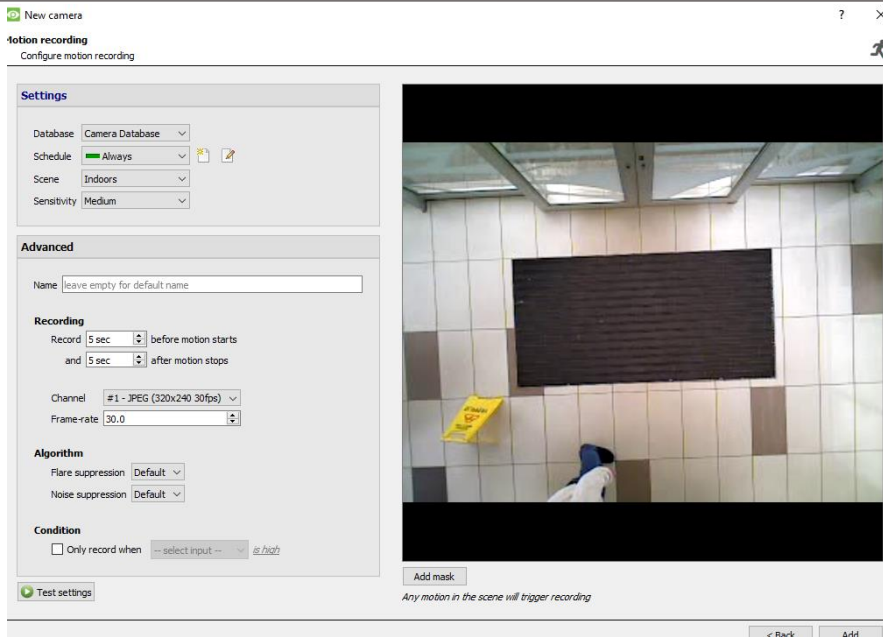 New camera
Motion recording
Configure motion recording
Settings
Database Camera Database
Schedule Always
Scene Indoors
Sensitivity Medium
Advanced
Name leave empty for default name
Recording
Record 5 sec before motion starts
and 5 sec after motion stops
Channel #1 - JPEG (320x240 30fps)
Frame-rate 30.0
Algorithm
Flare suppression Default
Noise suppression Default
Condition
Only record when -- select input -- is high
Test settings
Add mask
Any motion in the scene will trigger recording
< Back Add